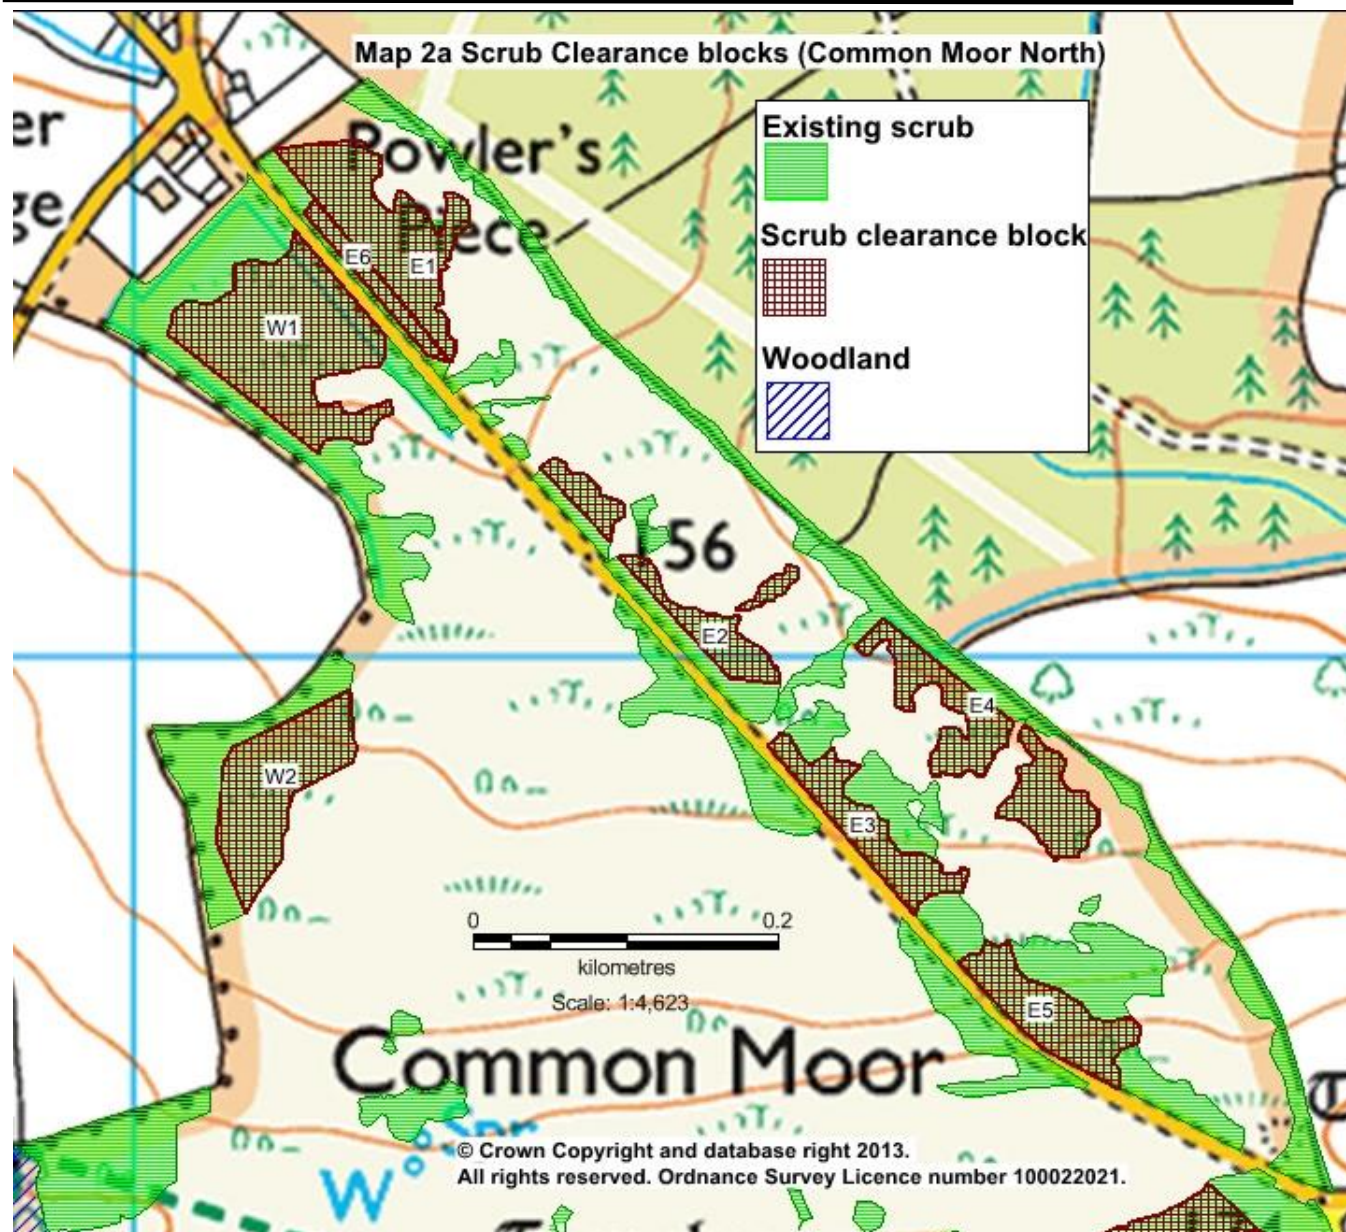 Map 2a Scrub Clearance blocks (Common Moor North)
er
ge
Powler's
Existing scrub
Scrub clearance block
Woodland
E6
E1
W1
156
E2
E4
W2
E3
0 0.2
kilometres
Scale: 1:4,623
E5
Common Moor
W
Spr
© Crown Copyright and database right 2013.
All rights reserved. Ordnance Survey Licence number 100022021.